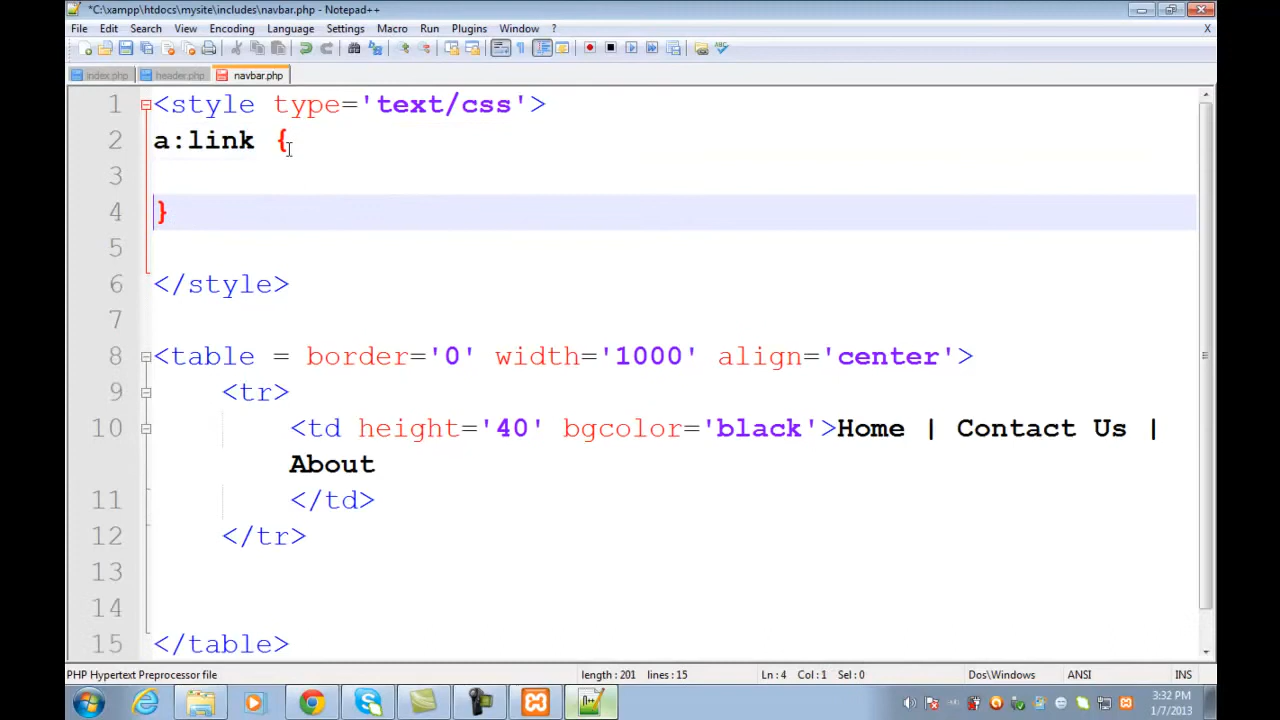 *C:\xampp\htdocs\mysite\includes\navbar.php - Notepad++
File Edit Search View Encoding Language Settings Macro Run Plugins Window ? X
index.php header.php navbar.php
1 <style type='text/css'>
2 a:link {
3
4 }
5
6 </style>
7
8 <table = border='0' width='1000' align='center'>
9 <tr>
10 <td height='40' bgcolor='black'>Home | Contact Us |
About
11 </td>
12 </tr>
13
14
15 </table>
PHP Hypertext Preprocessor file length : 201 lines : 15 Ln : 4 Col : 1 Sel : 0 Dos\Windows ANSI INS
3:32 PM
1/7/2013